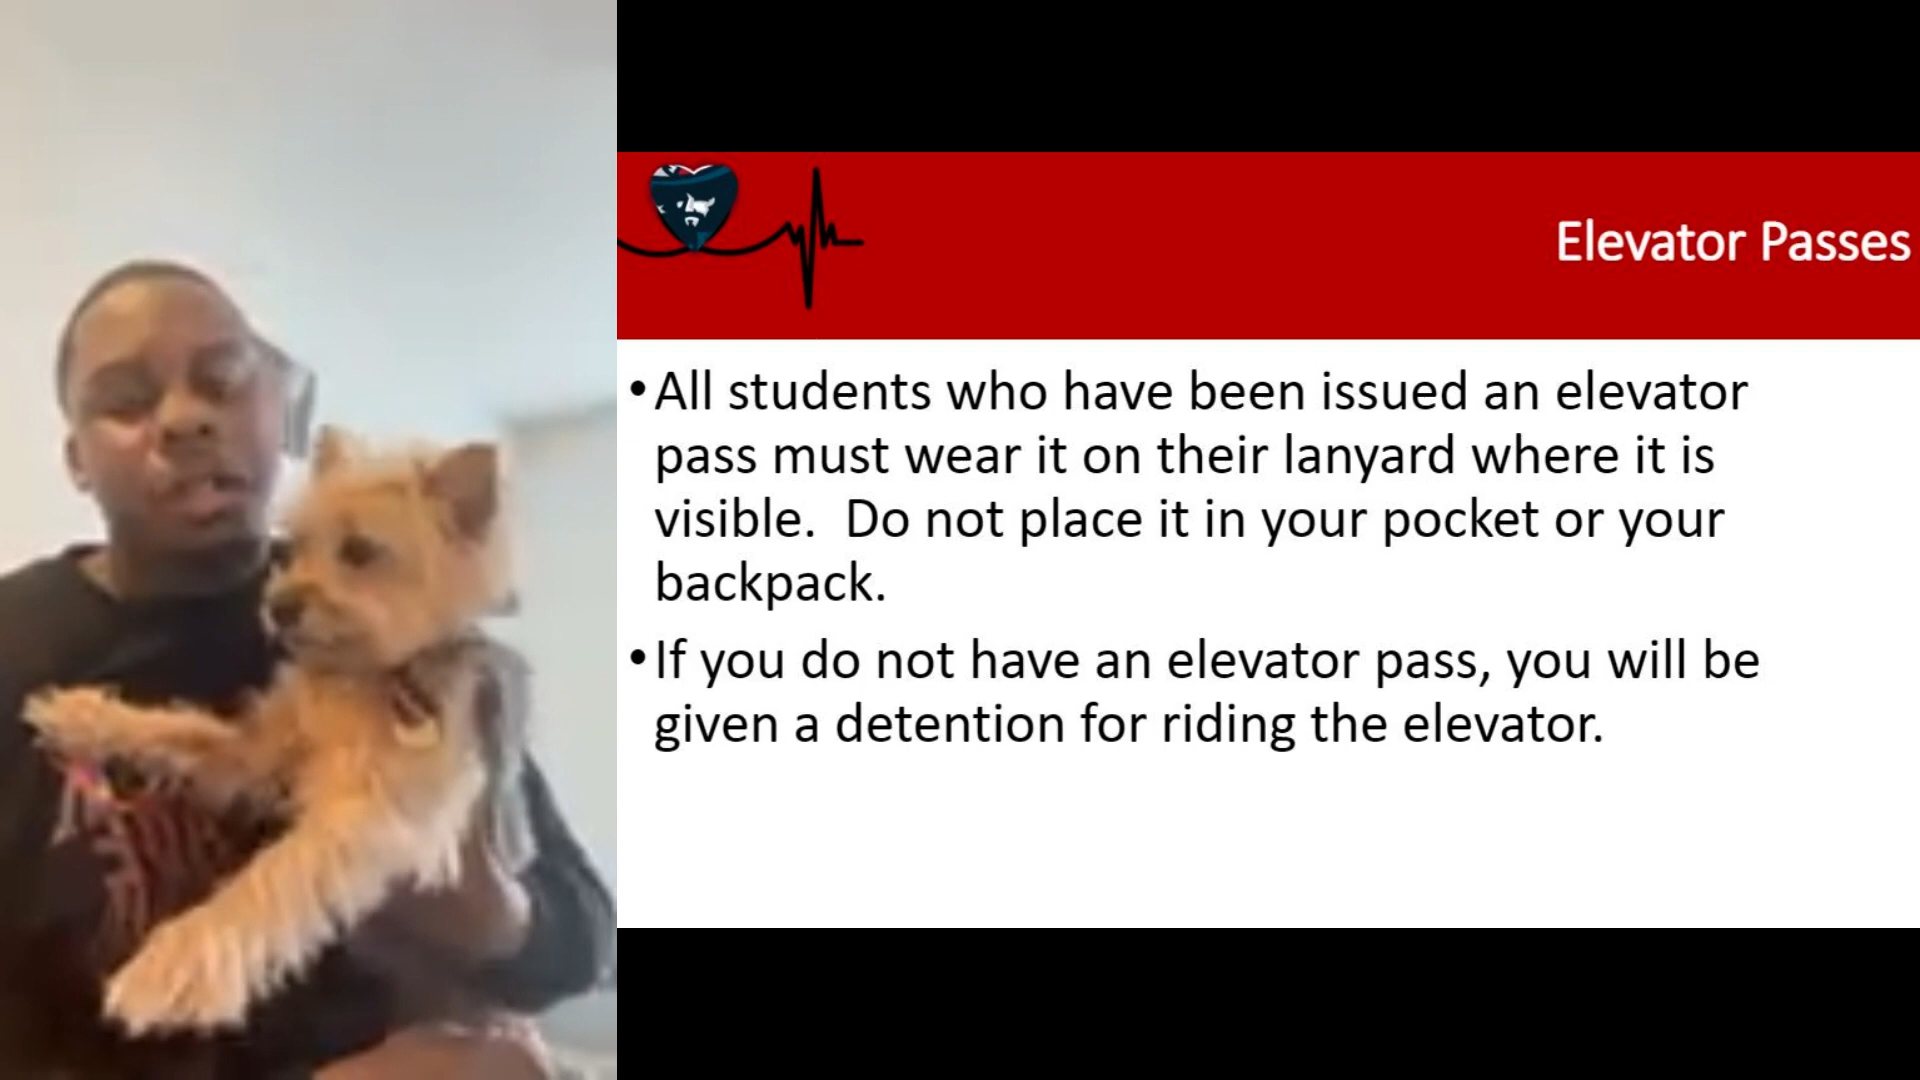 Elevator Passes
•All students who have been issued an elevator
pass must wear it on their lanyard where it is
visible.  Do not place it in your pocket or your
backpack.
•If you do not have an elevator pass, you will be
given a detention for riding the elevator.